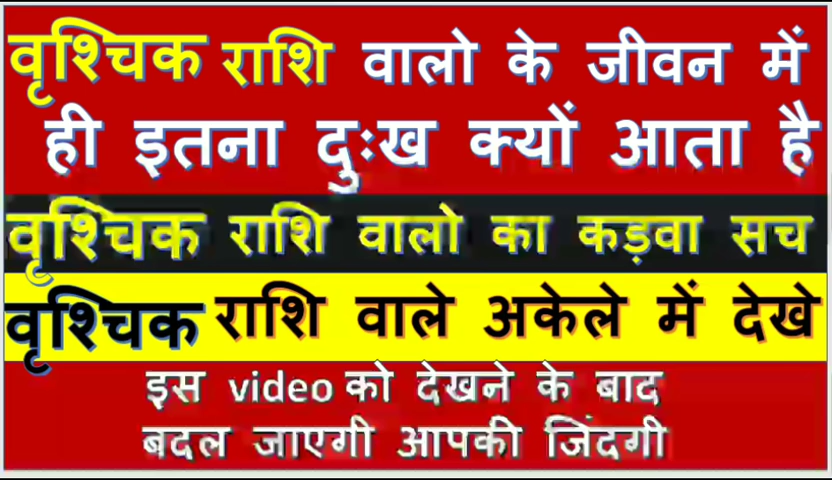 वृश्चिक राशि वालो के जीवन में
ही इतना दुःख क्यों आता है
वृश्चिक राशि वालो का कड़वा सच
वृश्चिक राशि वाले अकेले में देखे
इस video को देखने के बाद
बदल जाएगी आपकी जिंदगी